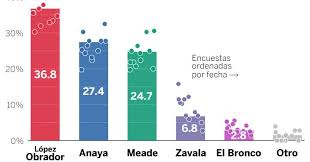 30%
20%
10%
0%
36.8
27.4
24.7
6.8
2.8
Encuestas
ordenadas
por fecha →
López
Obrador
Anaya
Meade
Zavala
El Bronco
Otro